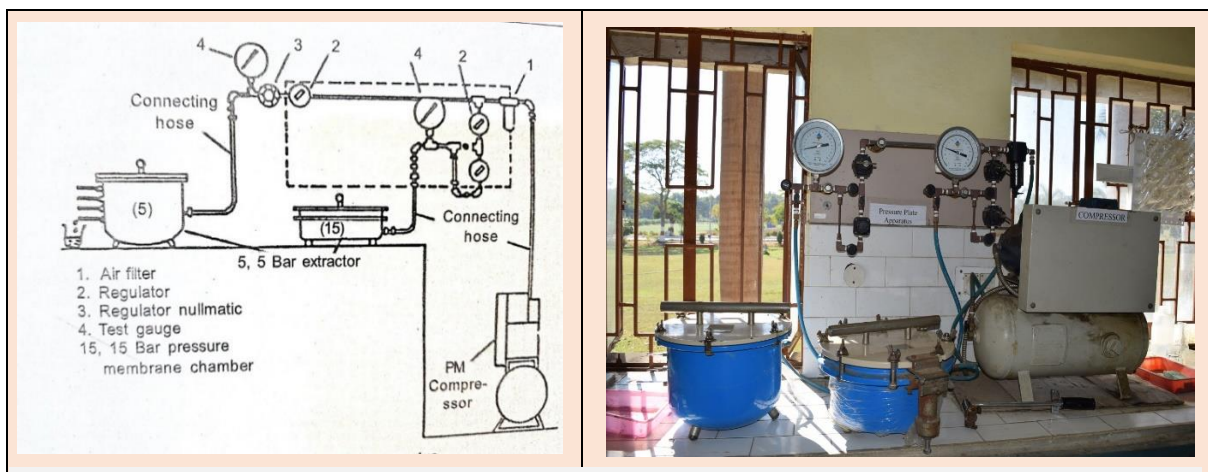 4
3
2
4
2
1
Connecting
hose
(5)
(15)
Connecting
hose
5, 5 Bar extractor
1. Air filter
2. Regulator
3. Regulator nullmatic
4. Test gauge
15, 15 Bar pressure
membrane chamber
PM
Compre-
ssor
Pressure Plate
Apparatus
COMPRESSOR